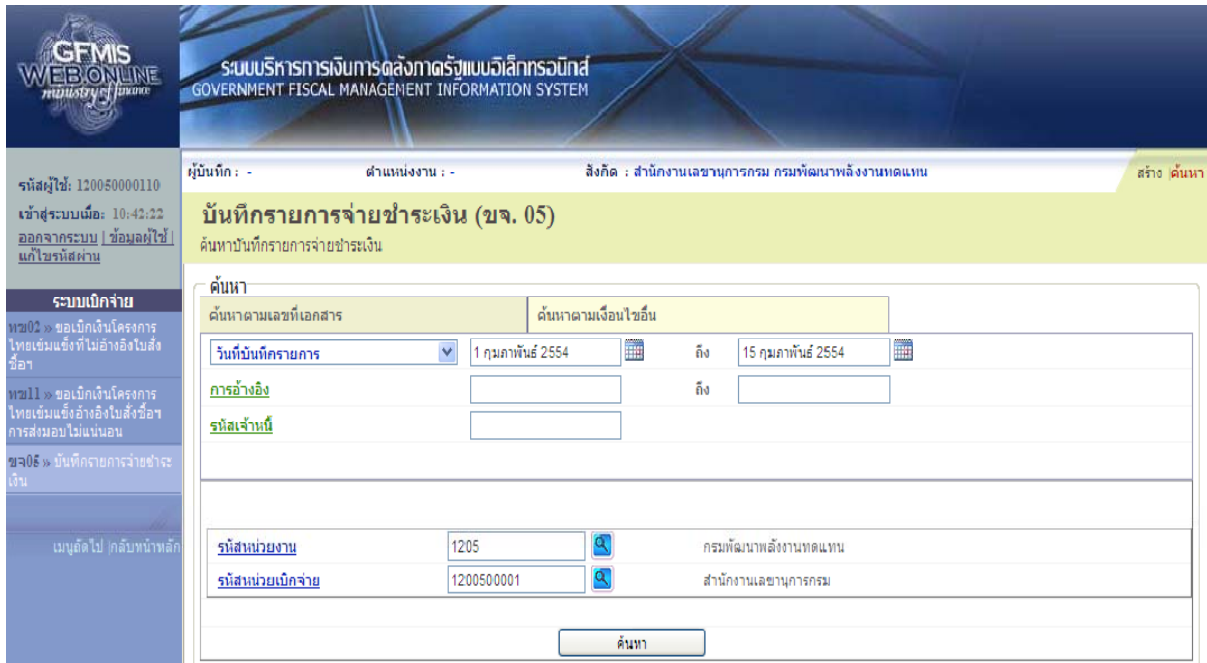 GFMIS
WEB ONLINE
ministry of finance
ระบบบริหารการเงินการคลังภาครัฐแบบอิเล็กทรอนิกส์
GOVERNMENT FISCAL MANAGEMENT INFORMATION SYSTEM
รหัสผู้ใช้: 120050000110
เข้าสู่ระบบเมื่อ: 10:42:22
ออกจากระบบ | ข้อมูลผู้ใช้ |
แก้ไขรหัสผ่าน
ผู้บันทึก : - ตำแหน่งงาน : - สังกัด : สำนักงานเลขานุการกรม กรมพัฒนาพลังงานทดแทน สร้าง |ค้นหา
บันทึกรายการจ่ายชำระเงิน (ขจ. 05)
ค้นหาบันทึกรายการจ่ายชำระเงิน
ระบบเบิกจ่าย
ทข02 » ขอเบิกเงินโครงการ
ไทยเข้มแข็งที่ไม่อ้างอิงใบสั่ง
ซื้อฯ
ทข11 » ขอเบิกเงินโครงการ
ไทยเข้มแข็งอ้างอิงใบสั่งซื้อฯ
การส่งมอบไม่แน่นอน
ขจ05 » บันทึกรายการจ่ายชำระ
เงิน
เมนูถัดไป |กลับหน้าหลัก
ค้นหา
ค้นหาตามเลขที่เอกสาร ค้นหาตามเงื่อนไขอื่น
วันที่บันทึกรายการ 1 กุมภาพันธ์ 2554 ถึง 15 กุมภาพันธ์ 2554
การอ้างอิง ถึง
รหัสเจ้าหนี้
รหัสหน่วยงาน 1205 กรมพัฒนาพลังงานทดแทน
รหัสหน่วยเบิกจ่าย 1200500001 สำนักงานเลขานุการกรม
ค้นหา